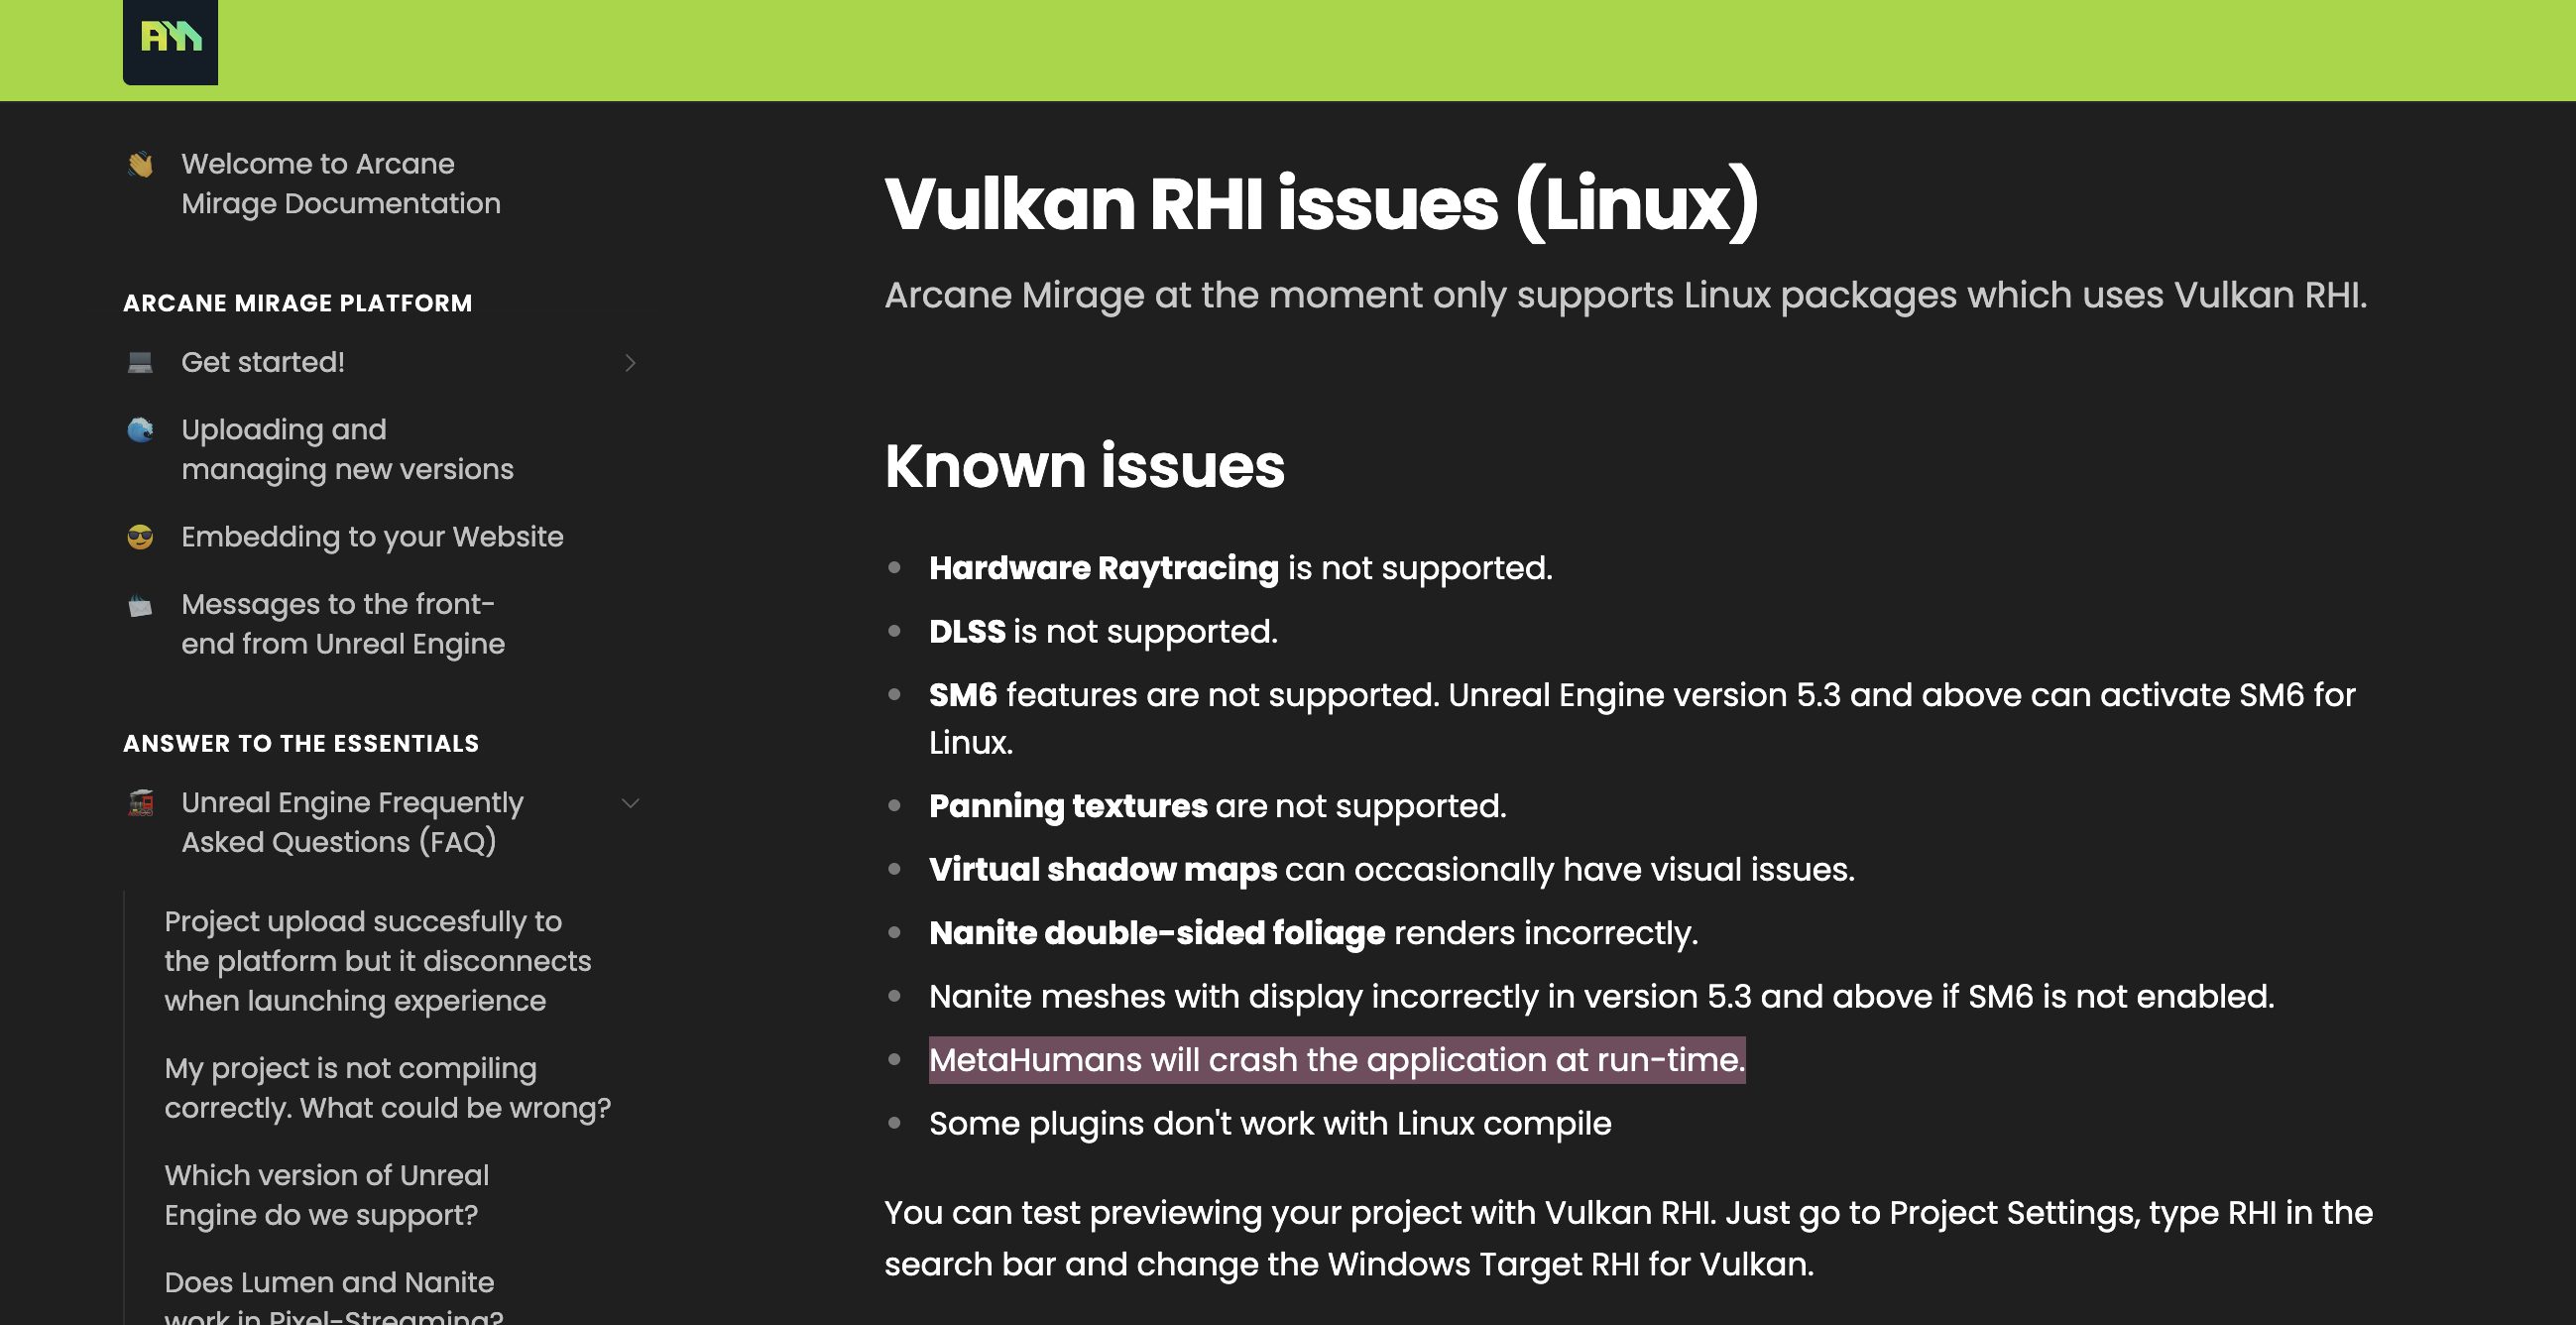 AM
Welcome to Arcane
Mirage Documentation
ARCANE MIRAGE PLATFORM
Get started!
Uploading and
managing new versions
Embedding to your Website
Messages to the front-
end from Unreal Engine
ANSWER TO THE ESSENTIALS
Unreal Engine Frequently
Asked Questions (FAQ)
Project upload succesfully to
the platform but it disconnects
when launching experience
My project is not compiling
correctly. What could be wrong?
Which version of Unreal
Engine do we support?
Does Lumen and Nanite
work in Pixel-Streaming?
Vulkan RHI issues (Linux)
Arcane Mirage at the moment only supports Linux packages which uses Vulkan RHI.
Known issues
Hardware Raytracing is not supported.
DLSS is not supported.
SM6 features are not supported. Unreal Engine version 5.3 and above can activate SM6 for
Linux.
Panning textures are not supported.
Virtual shadow maps can occasionally have visual issues.
Nanite double-sided foliage renders incorrectly.
Nanite meshes with display incorrectly in version 5.3 and above if SM6 is not enabled.
MetaHumans will crash the application at run-time.
Some plugins don't work with Linux compile
You can test previewing your project with Vulkan RHI. Just go to Project Settings, type RHI in the
search bar and change the Windows Target RHI for Vulkan.